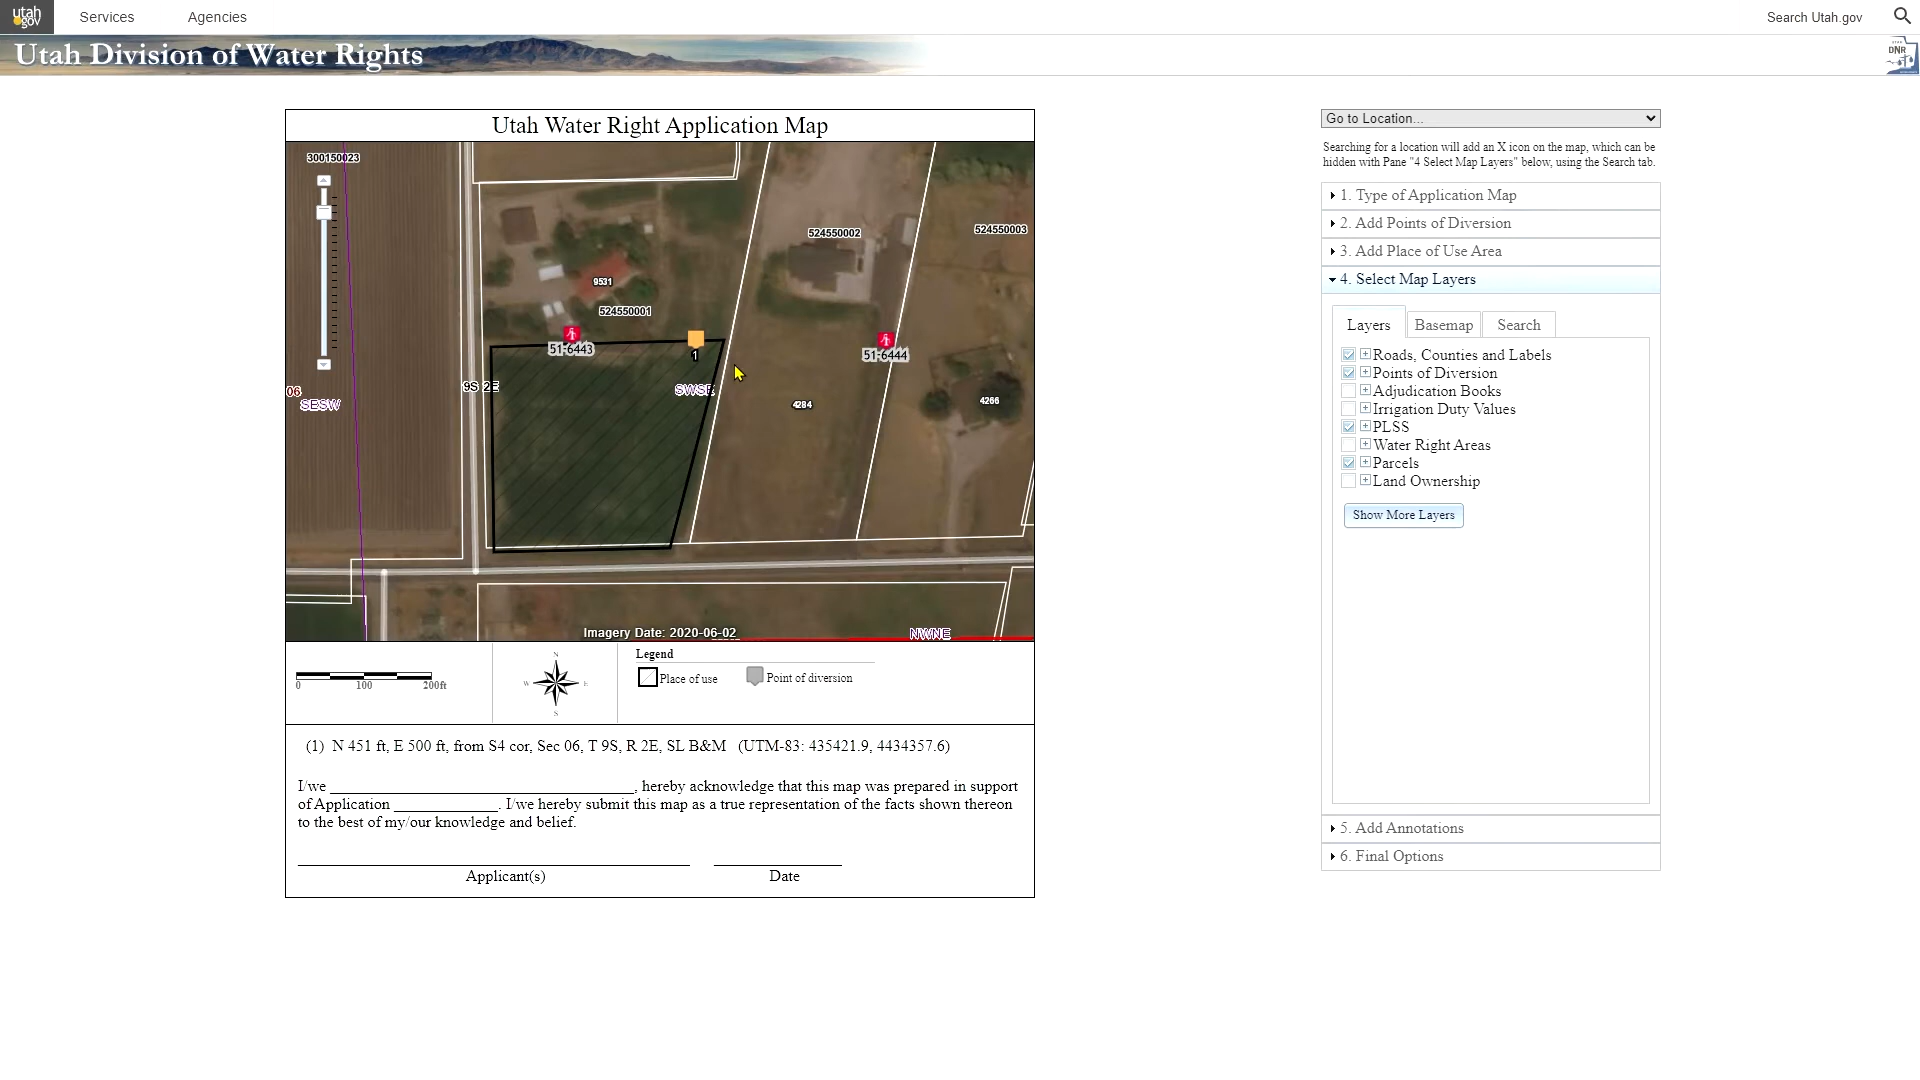 utah
gov
Services
Agencies
Search Utah.gov
Utah Division of Water Rights
DNR
Utah Water Right Application Map
300150023
524550002
524550003
9531
524550001
51-6443
1
51-6444
9S 2E
SWSE
06
SESW
4284
4266
Imagery Date: 2020-06-02
NWNE
0 100 200ft
N
W E
S
Legend
Place of use
Point of diversion
(1) N 451 ft, E 500 ft, from S4 cor, Sec 06, T 9S, R 2E, SL B&M (UTM-83: 435421.9, 4434357.6)
I/we ______________________________________, hereby acknowledge that this map was prepared in support
of Application _____________. I/we hereby submit this map as a true representation of the facts shown thereon
to the best of my/our knowledge and belief.
Applicant(s)
Date
Go to Location...
Searching for a location will add an X icon on the map, which can be
hidden with Pane "4 Select Map Layers" below, using the Search tab.
1. Type of Application Map
2. Add Points of Diversion
3. Add Place of Use Area
4. Select Map Layers
Layers
Basemap
Search
Roads, Counties and Labels
Points of Diversion
Adjudication Books
Irrigation Duty Values
PLSS
Water Right Areas
Parcels
Land Ownership
Show More Layers
5. Add Annotations
6. Final Options